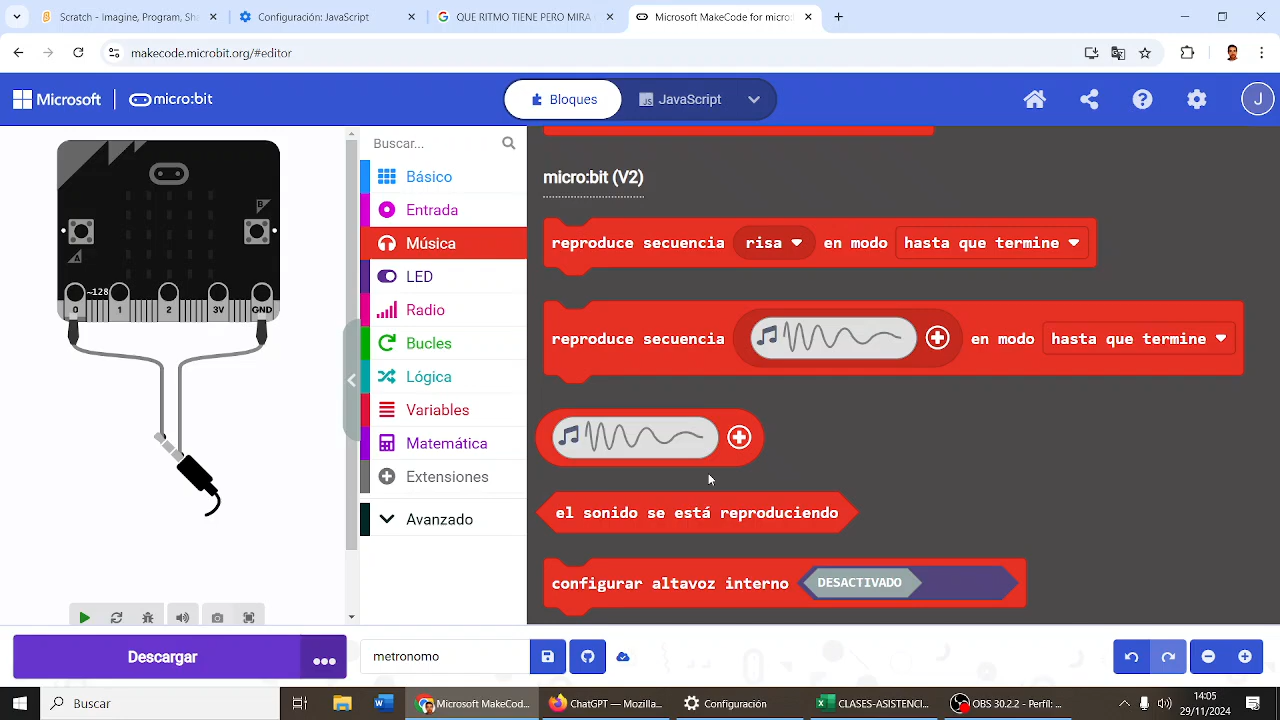 Scratch - Imagine, Program, Sh
Configuración: JavaScript
QUE RITMO TIENE PERO MIRA
Microsoft MakeCode for micro:
makecode.microbit.org/#editor
Microsoft
micro:bit
Bloques
JavaScript
J
Buscar...
Básico
Entrada
Música
LED
Radio
Bucles
Lógica
Variables
Matemática
Extensiones
Avanzado
A
B
~128
0 1 2 3V GND
micro:bit (V2)
reproduce secuencia risa en modo hasta que termine
reproduce secuencia en modo hasta que termine
el sonido se está reproduciendo
configurar altavoz interno DESACTIVADO
Descargar
metronomo
Buscar
Microsoft MakeCod...
ChatGPT — Mozilla...
Configuración
CLASES-ASISTENCI...
OBS 30.2.2 - Perfil:...
14:05
29/11/2024